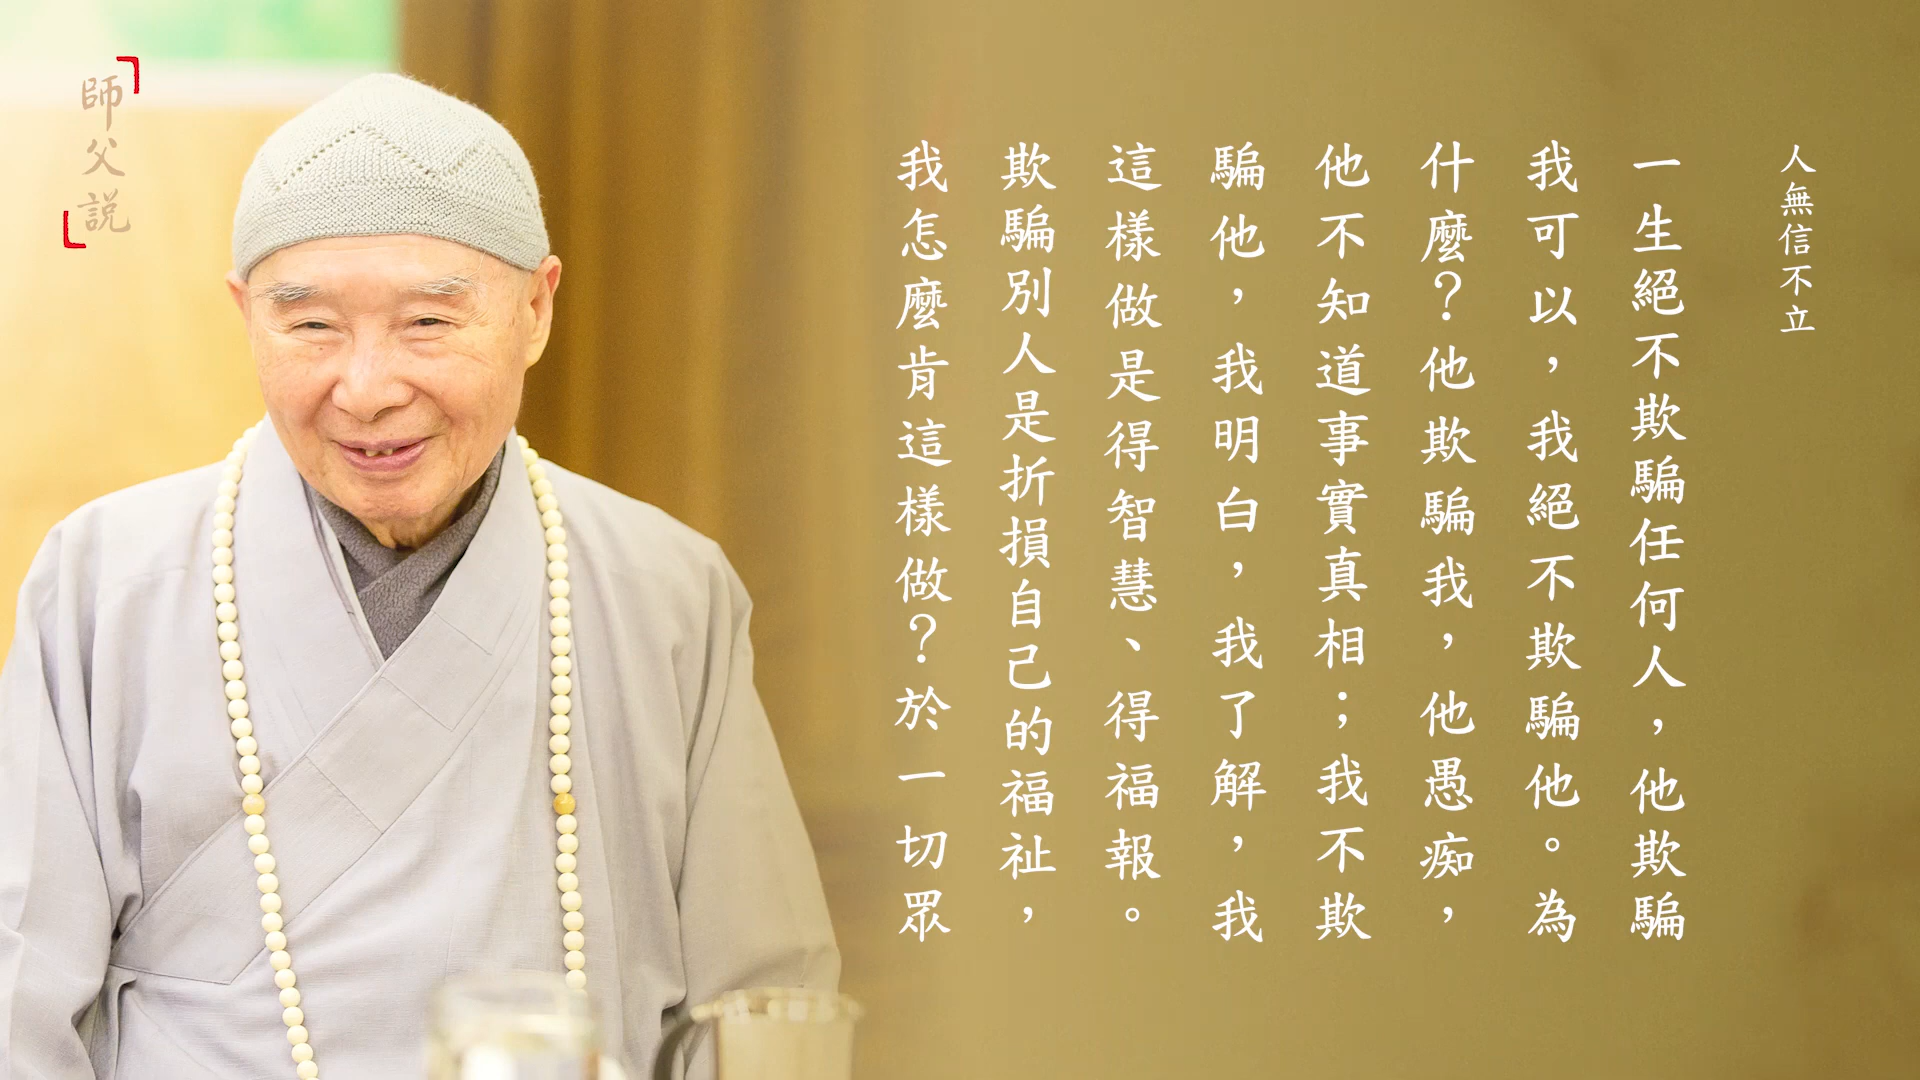 師父説
人無信不立
一生絕不欺騙任何人，他欺騙
我可以，我絕不欺騙他。為
什麼？他欺騙我，他愚痴，
他不知道事實真相；我不欺
騙他，我明白，我了解，我
這樣做是得智慧、得福報。
欺騙別人是折損自己的福祉，
我怎麼肯這樣做？於一切眾